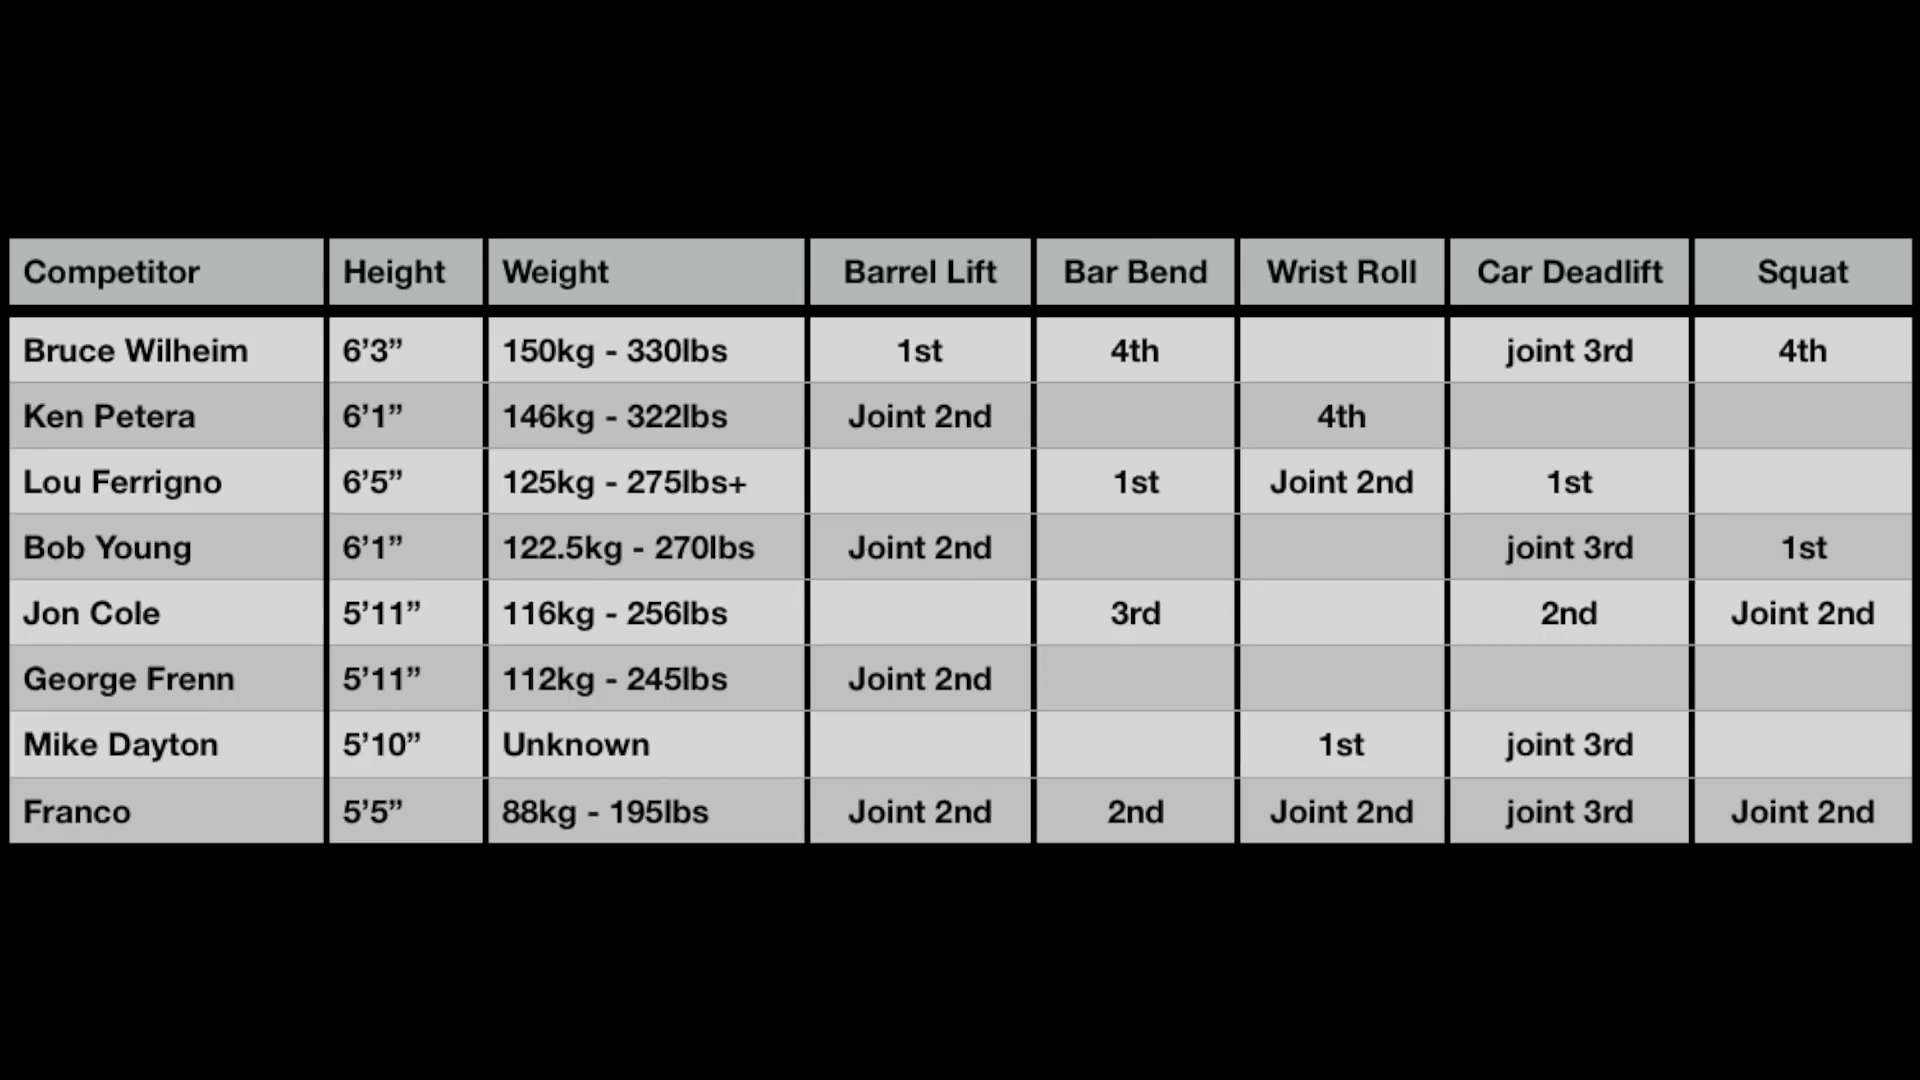 Competitor Height Weight Barrel Lift Bar Bend Wrist Roll Car Deadlift Squat
Bruce Wilheim 6’3” 150kg - 330lbs 1st 4th joint 3rd 4th
Ken Petera 6’1” 146kg - 322lbs Joint 2nd 4th
Lou Ferrigno 6’5” 125kg - 275lbs+ 1st Joint 2nd 1st
Bob Young 6’1” 122.5kg - 270lbs Joint 2nd joint 3rd 1st
Jon Cole 5’11” 116kg - 256lbs 3rd 2nd Joint 2nd
George Frenn 5’11” 112kg - 245lbs Joint 2nd
Mike Dayton 5’10” Unknown 1st joint 3rd
Franco 5’5” 88kg - 195lbs Joint 2nd 2nd Joint 2nd joint 3rd Joint 2nd